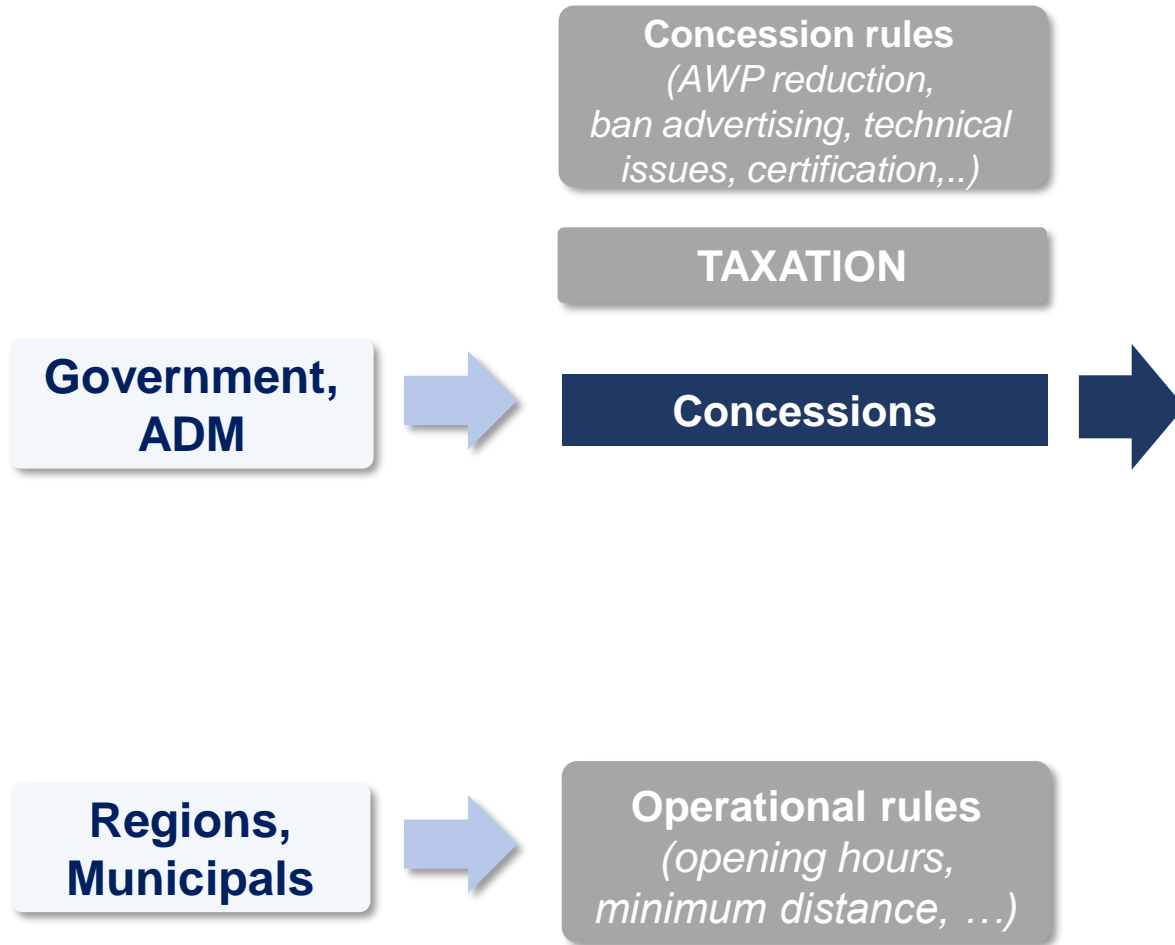 Concession rules
(AWP reduction,
ban advertising, technical
issues, certification,..)
TAXATION
Government,
ADM
Concessions
Regions,
Municipals
Operational rules
(opening hours,
minimum distance, …)